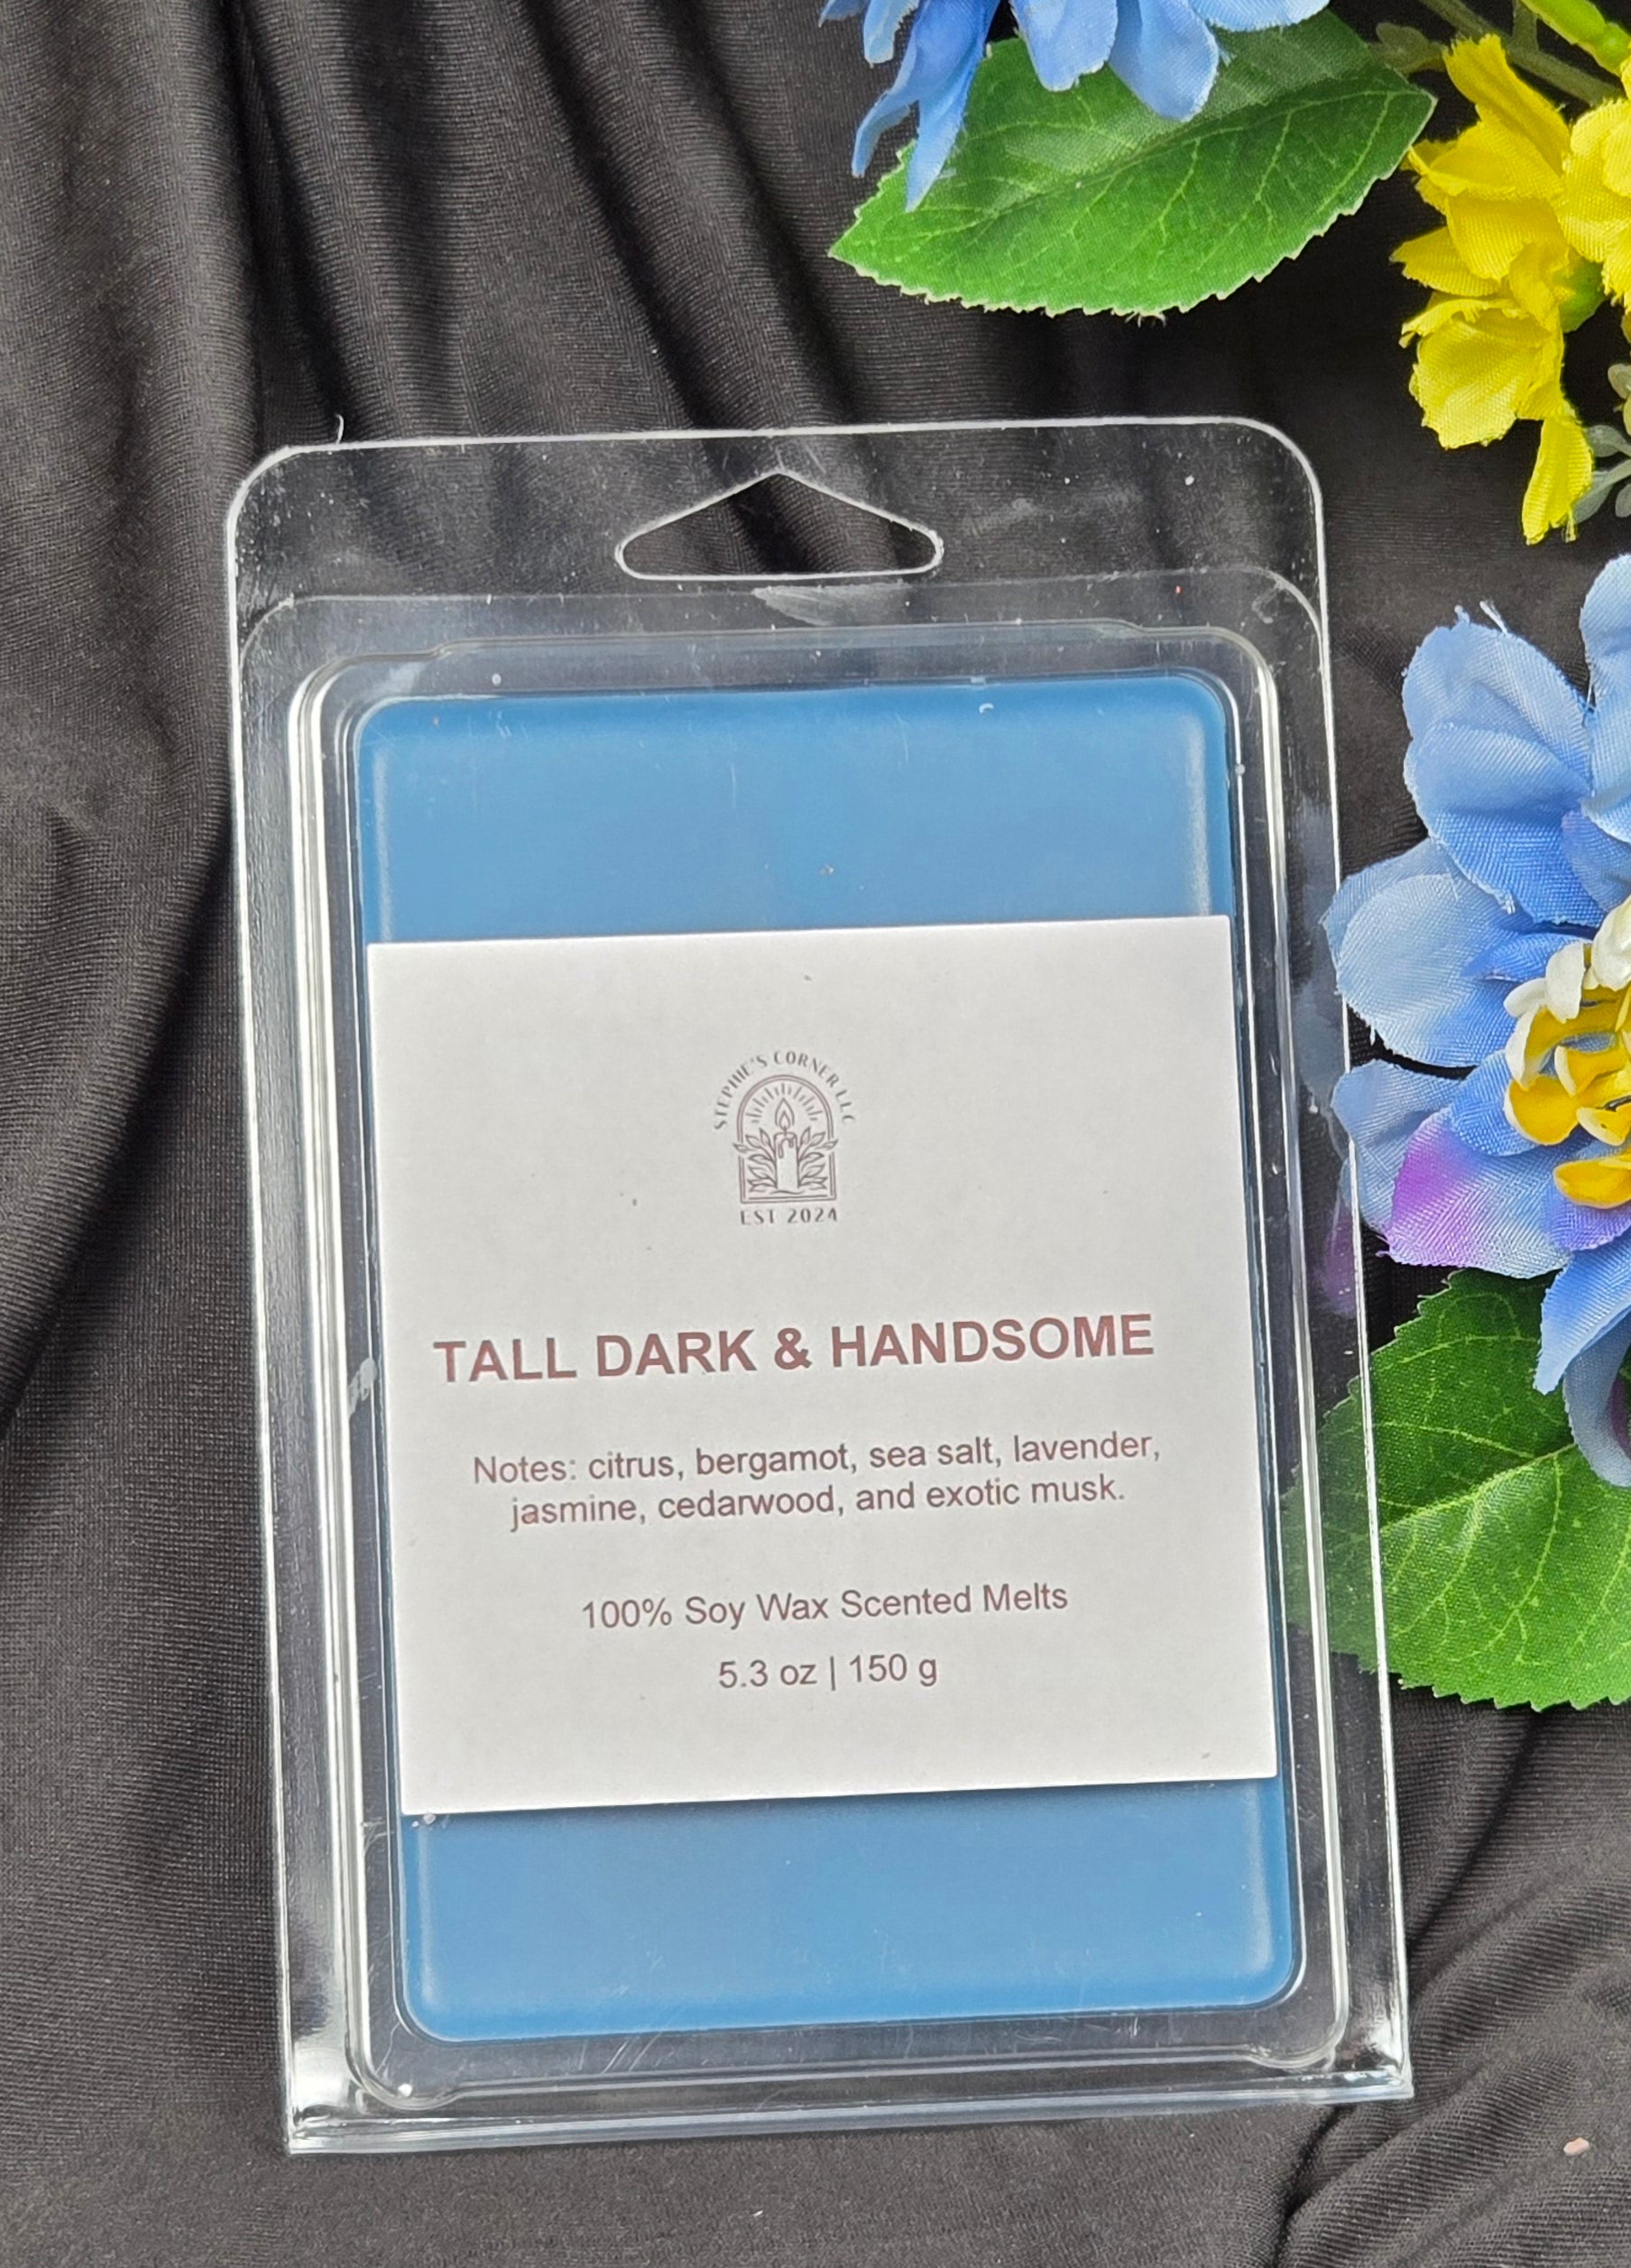 STEPHIE'S CORNER LLC
EST 2024
TALL DARK & HANDSOME
Notes: citrus, bergamot, sea salt, lavender,
jasmine, cedarwood, and exotic musk.
100% Soy Wax Scented Melts
5.3 oz | 150 g